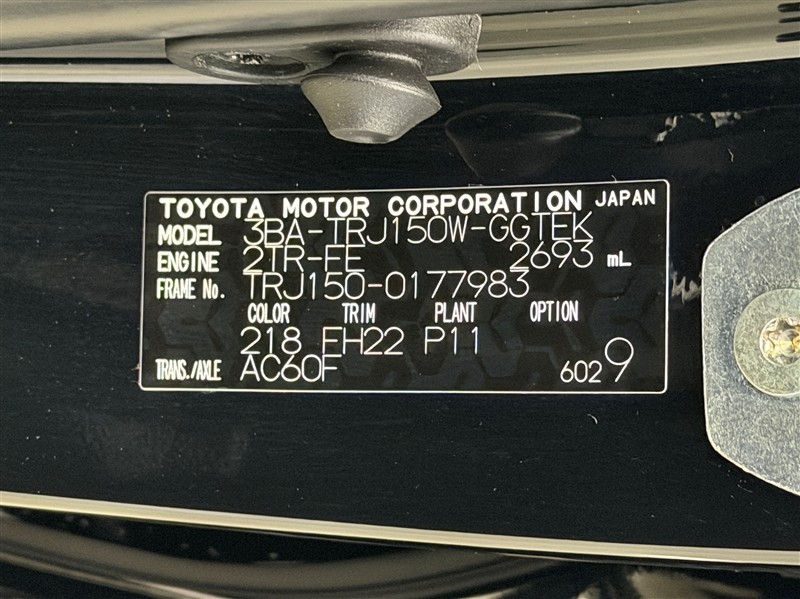 TOYOTA MOTOR CORPORATION JAPAN
MODEL 3BA-TRJ150W-GGTEK
ENGINE 2TR-FE 2693 mL
FRAME No. TRJ150-0177983
COLOR TRIM PLANT OPTION
218 FH22 P11
TRANS./AXLE AC60F 6029